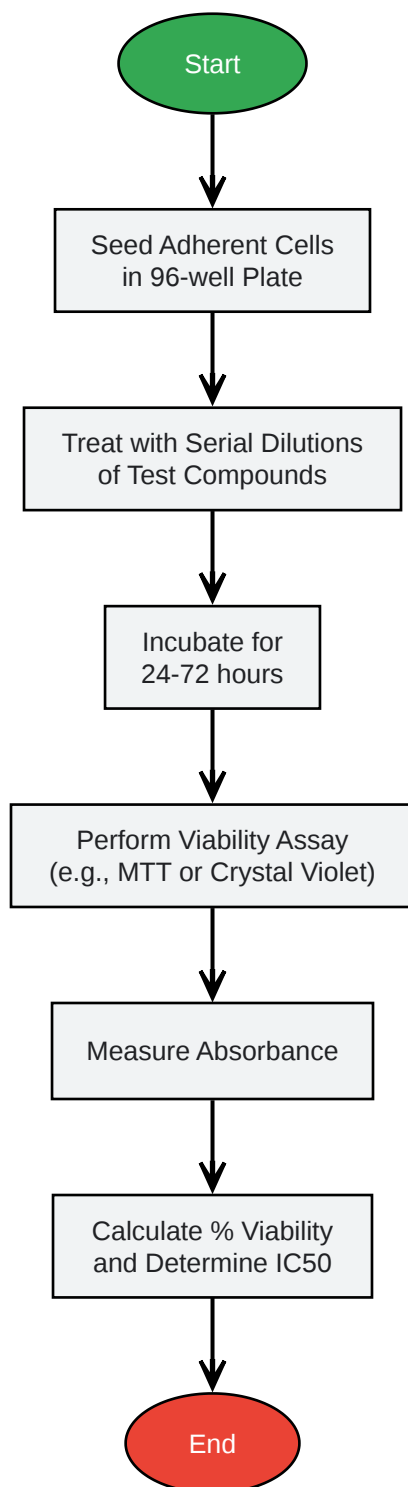 Start
Seed Adherent Cells
in 96-well Plate
Treat with Serial Dilutions
of Test Compounds
Incubate for
24-72 hours
Perform Viability Assay
(e.g., MTT or Crystal Violet)
Measure Absorbance
Calculate % Viability
and Determine IC50
End